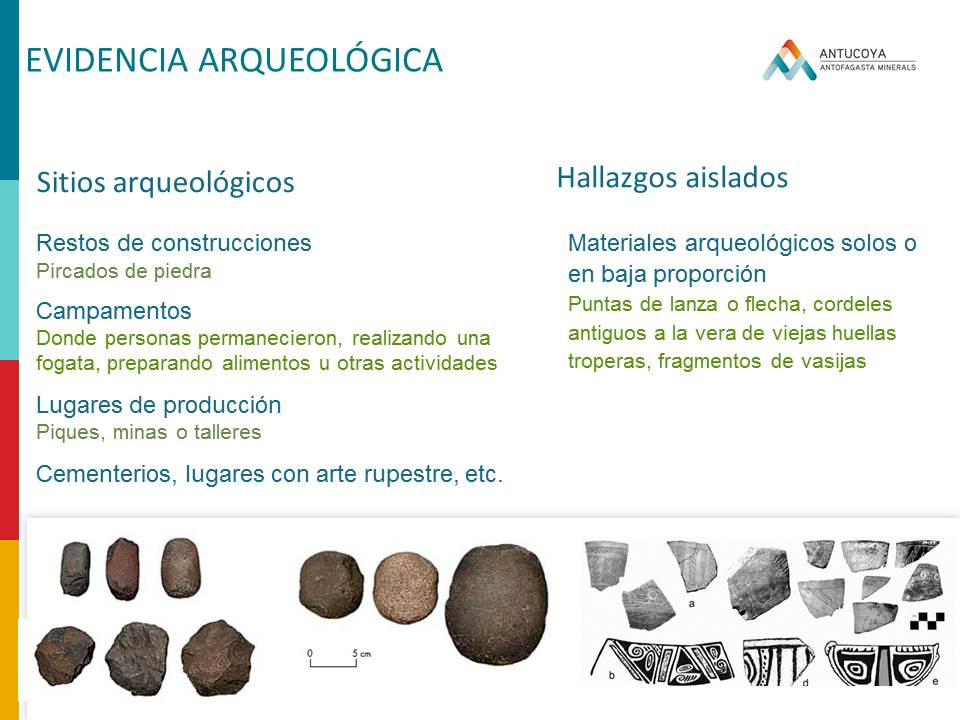 EVIDENCIA ARQUEOLÓGICA
ANTUCOYA
ANTOFAGASTA MINERALS
Sitios arqueológicos
Restos de construcciones
Pircados de piedra
Campamentos
Donde personas permanecieron, realizando una
fogata, preparando alimentos u otras actividades
Lugares de producción
Piques, minas o talleres
Cementerios, lugares con arte rupestre, etc.
Hallazgos aislados
Materiales arqueológicos solos o
en baja proporción
Puntas de lanza o flecha, cordeles
antiguos a la vera de viejas huellas
troperas, fragmentos de vasijas
0 5 cm
a
b
d
e